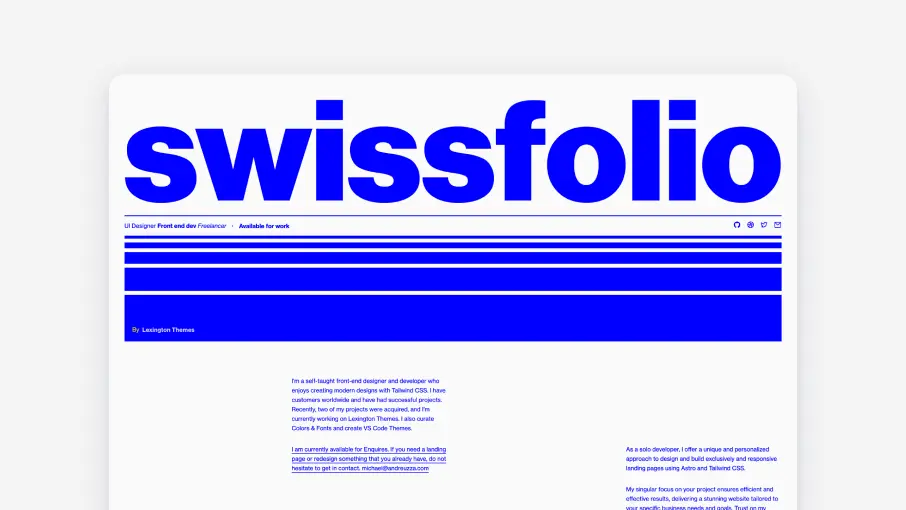 swissfolio
UI Designer Front end dev Freelancer · Available for work
By Lexington Themes
I'm a self-taught front-end designer and developer who
enjoys creating modern designs with Tailwind CSS. I have
customers worldwide and have had successful projects.
Recently, two of my projects were acquired, and I'm
currently working on Lexington Themes. I also curate
Colors & Fonts and create VS Code Themes.
I am currently available for Enquires. If you need a landing
page or redesign something that you already have, do not
hesitate to get in contact. michael@andreuzza.com
As a solo developer, I offer a unique and personalized
approach to design and build exclusively and responsive
landing pages using Astro and Tailwind CSS.
My singular focus on your project ensures efficient and
effective results, delivering a stunning website tailored to
your specific business needs and goals. Trust on my